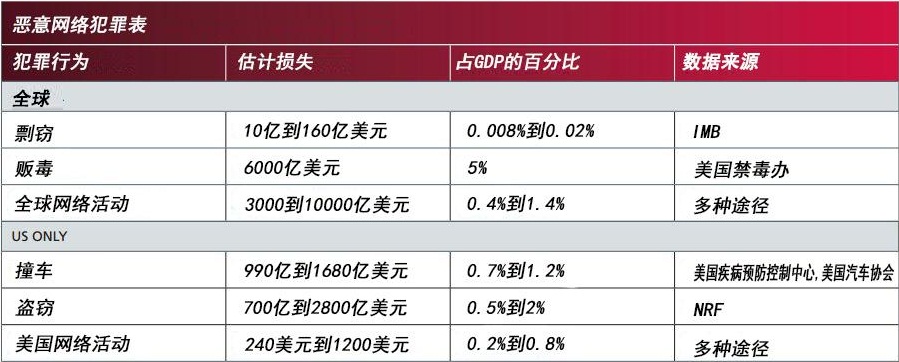 恶意网络犯罪表
犯罪行为 估计损失 占GDP的百分比 数据来源
全球
剽窃 10亿到160亿美元 0.008%到0.02% IMB
贩毒 6000亿美元 5% 美国禁毒办
全球网络活动 3000到10000亿美元 0.4%到1.4% 多种途径
US ONLY
撞车 990亿到1680亿美元 0.7%到1.2% 美国疾病预防控制中心,美国汽车协会
盗窃 700亿到2800亿美元 0.5%到2% NRF
美国网络活动 240美元到1200美元 0.2%到0.8% 多种途径